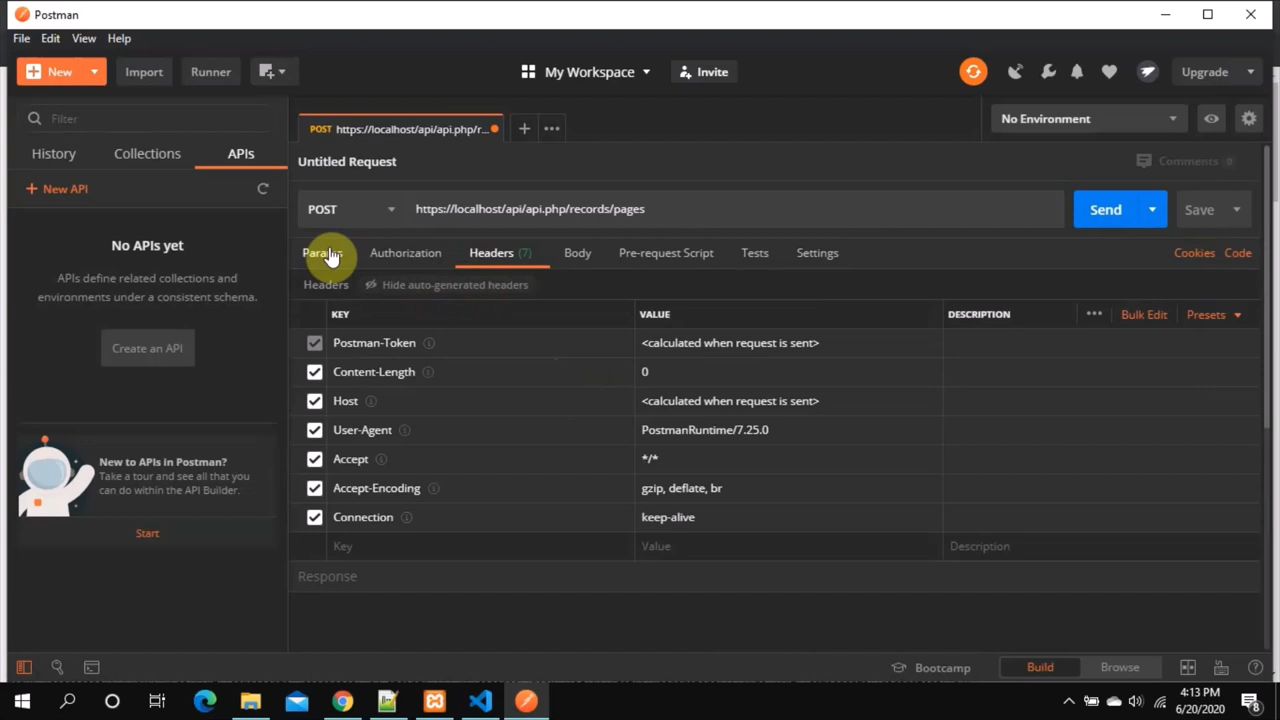 Postman
File Edit View Help
New Import Runner My Workspace Invite Upgrade
Filter
History Collections APIs
New API
No APIs yet
APIs define related collections and
environments under a consistent schema.
Create an API
New to APIs in Postman?
Take a tour and see all that you
can do within the API Builder.
Start
POST https://localhost/api/api.php/r...
No Environment
Untitled Request
Comments 0
POST https://localhost/api/api.php/records/pages Send Save
Params Authorization Headers (7) Body Pre-request Script Tests Settings Cookies Code
Headers Hide auto-generated headers
KEY VALUE DESCRIPTION Bulk Edit Presets
Postman-Token <calculated when request is sent>
Content-Length 0
Host <calculated when request is sent>
User-Agent PostmanRuntime/7.25.0
Accept */*
Accept-Encoding gzip, deflate, br
Connection keep-alive
Key Value Description
Response
Bootcamp Build Browse
4:13 PM
6/20/2020
8